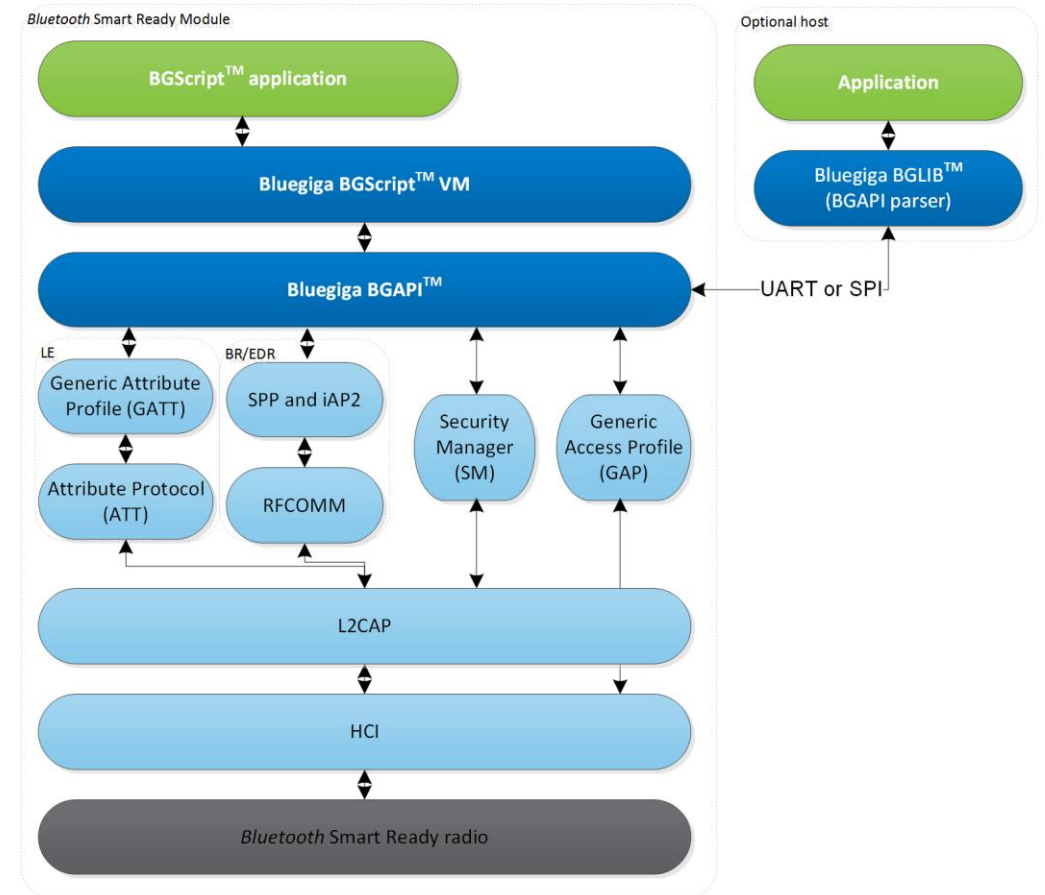 Bluetooth Smart Ready Module
Optional host
BGScript™ application
Application
Bluegiga BGScript™ VM
Bluegiga BGLIB™
(BGAPI parser)
Bluegiga BGAPI™
UART or SPI
LE
BR/EDR
Generic Attribute
Profile (GATT)
SPP and iAP2
Security
Manager
(SM)
Generic
Access Profile
(GAP)
Attribute Protocol
(ATT)
RFCOMM
L2CAP
HCI
Bluetooth Smart Ready radio